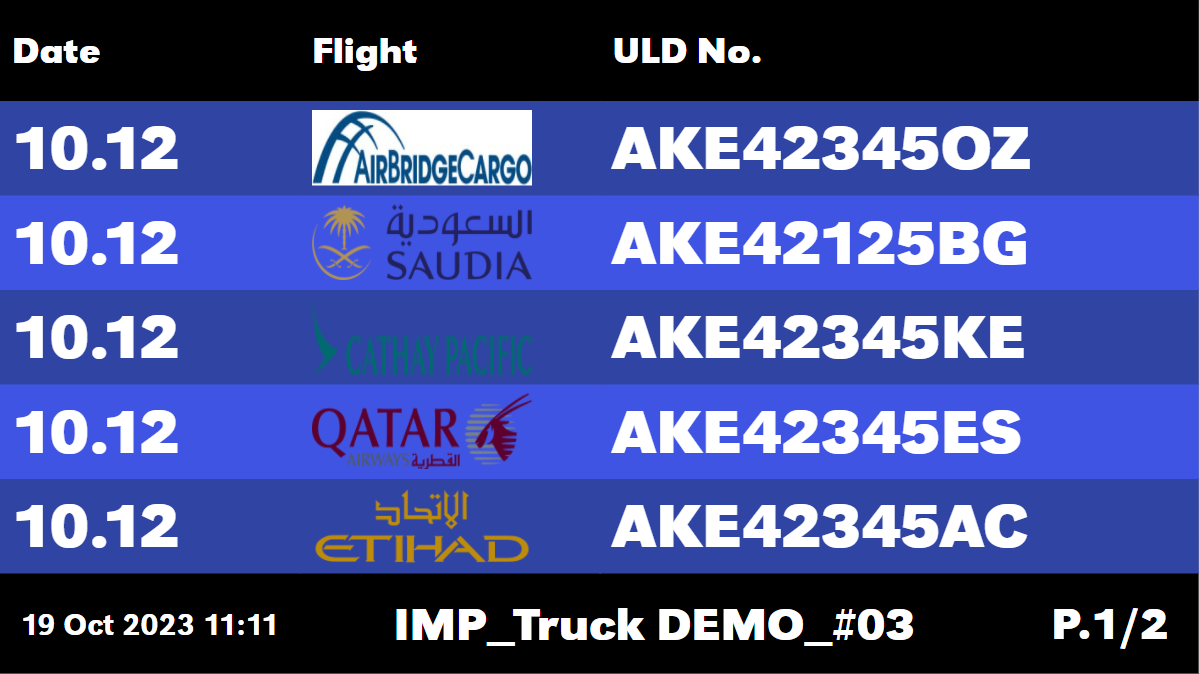 Date Flight ULD No.
10.12 AIRBRIDGECARGO AKE42345OZ
السعودية
10.12 SAUDIA AKE42125BG
10.12 CATHAY PACIFIC AKE42345KE
10.12 QATAR AKE42345ES
AIRWAYS القطرية
الإتحاد
10.12 ETIHAD AKE42345AC
19 Oct 2023 11:11 IMP_Truck DEMO_#03 P.1/2